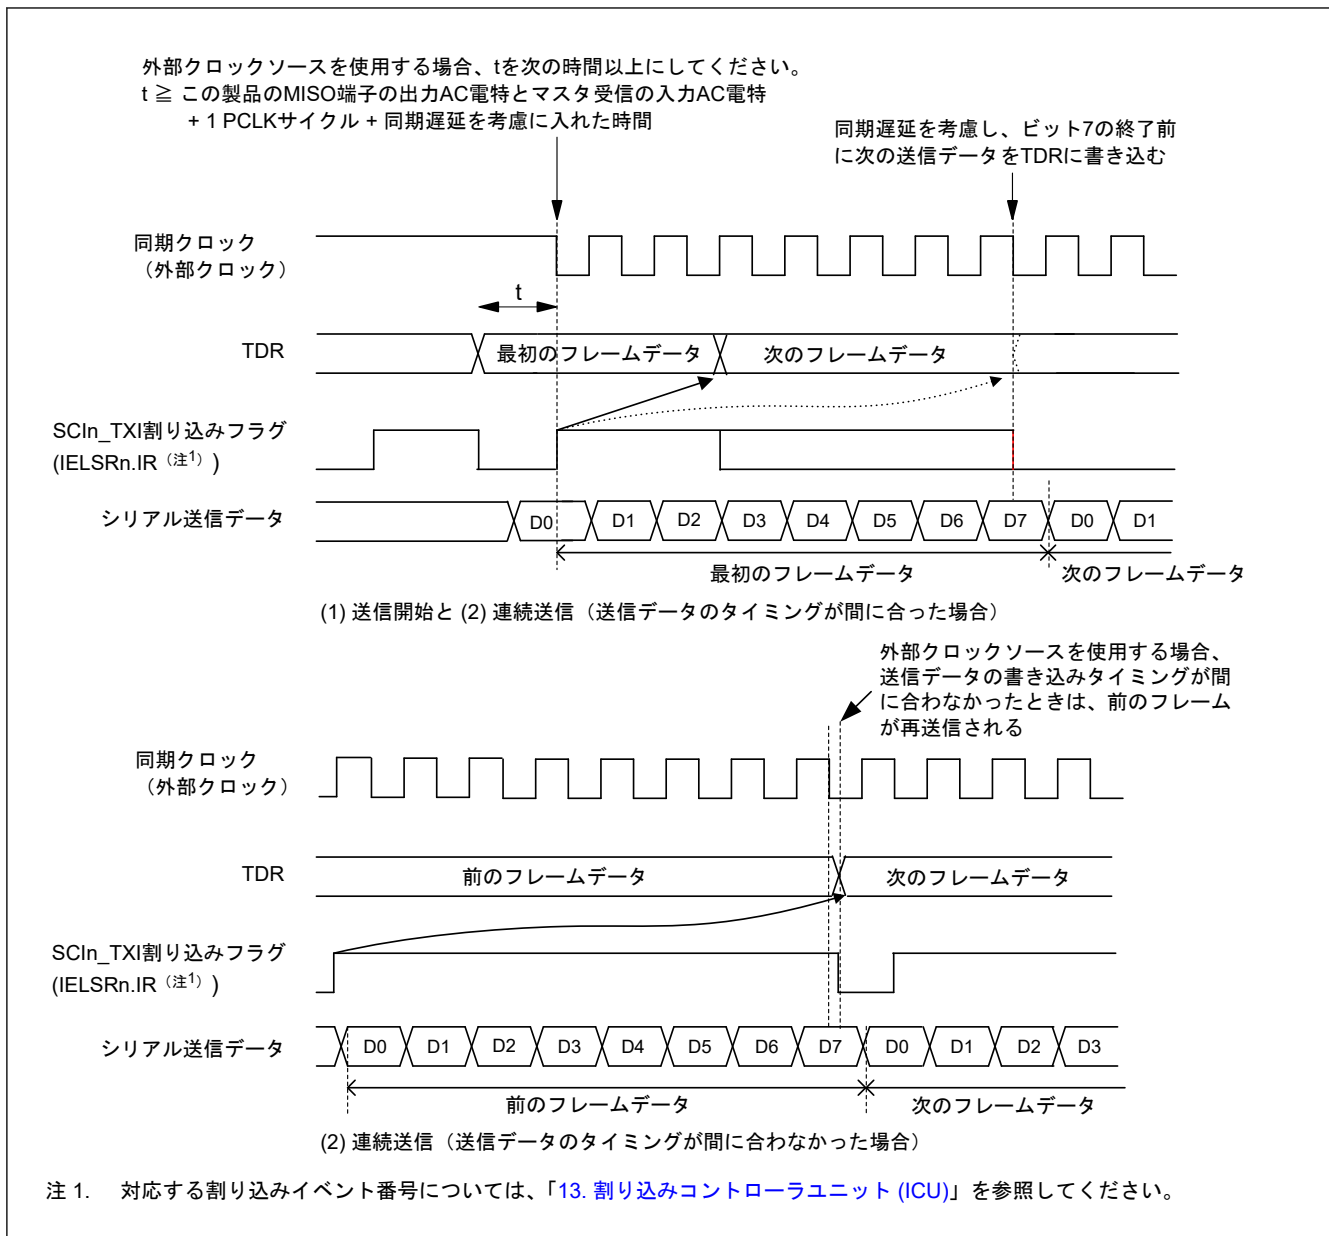 外部クロックソースを使用する場合、tを次の時間以上にしてください。
t ≧ この製品のMISO端子の出力AC電特とマスタ受信の入力AC電特
+ 1 PCLKサイクル + 同期遅延を考慮に入れた時間
同期遅延を考慮し、ビット7の終了前
に次の送信データをTDRに書き込む
同期クロック
（外部クロック）
t
TDR
最初のフレームデータ 次のフレームデータ
SCIn_TXI割り込みフラグ
(IELSRn.IR（注1）)
シリアル送信データ
D0 D1 D2 D3 D4 D5 D6 D7 D0 D1
最初のフレームデータ 次のフレームデータ
(1) 送信開始と (2) 連続送信（送信データのタイミングが間に合った場合）
外部クロックソースを使用する場合、
送信データの書き込みタイミングが間
に合わなかったときは、前のフレーム
が再送信される
同期クロック
（外部クロック）
TDR
前のフレームデータ 次のフレームデータ
SCIn_TXI割り込みフラグ
(IELSRn.IR（注1）)
シリアル送信データ
D0 D1 D2 D3 D4 D5 D6 D7 D0 D1 D2 D3
前のフレームデータ 次のフレームデータ
(2) 連続送信（送信データのタイミングが間に合わなかった場合）
注 1. 対応する割り込みイベント番号については、「13. 割り込みコントローラユニット (ICU)」を参照してください。